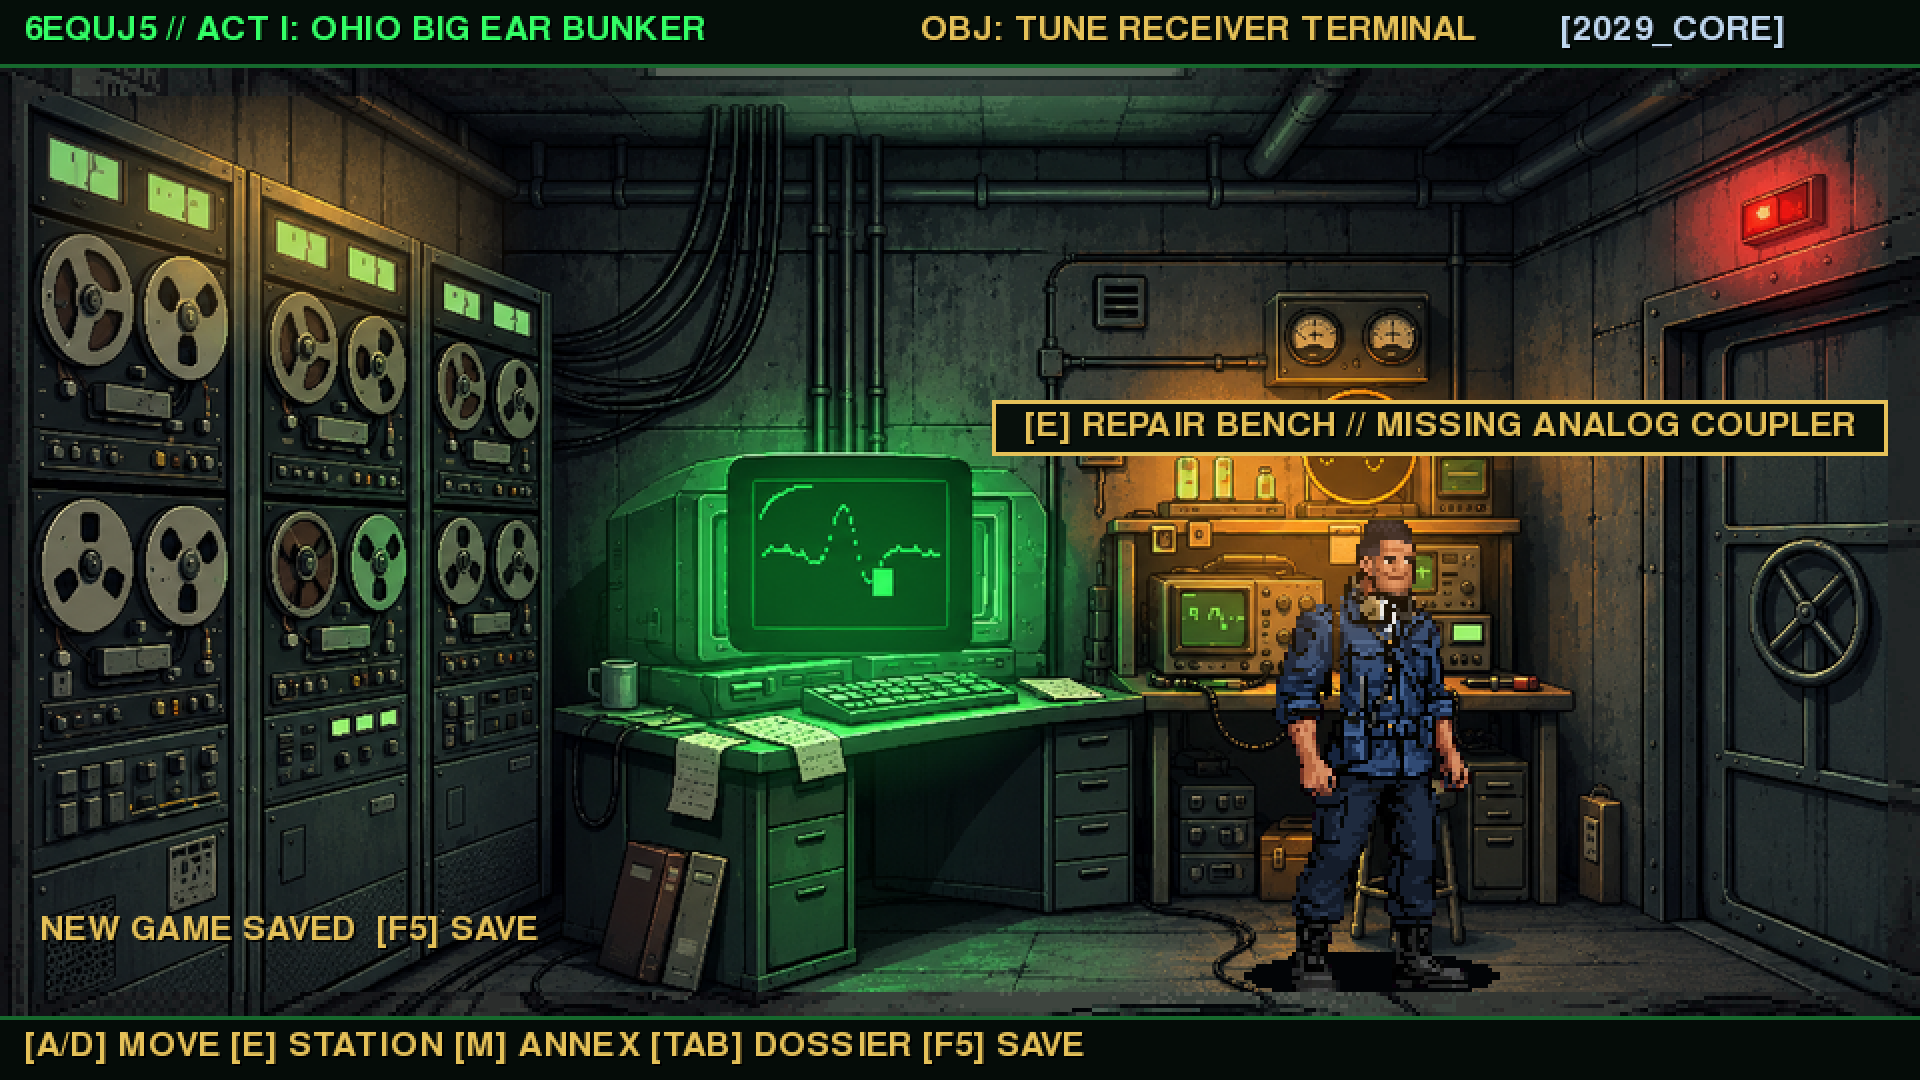 6EQUJ5 // ACT I: OHIO BIG EAR BUNKER
OBJ: TUNE RECEIVER TERMINAL
[2029_CORE]
[E] REPAIR BENCH // MISSING ANALOG COUPLER
NEW GAME SAVED [F5] SAVE
[A/D] MOVE [E] STATION [M] ANNEX [TAB] DOSSIER [F5] SAVE